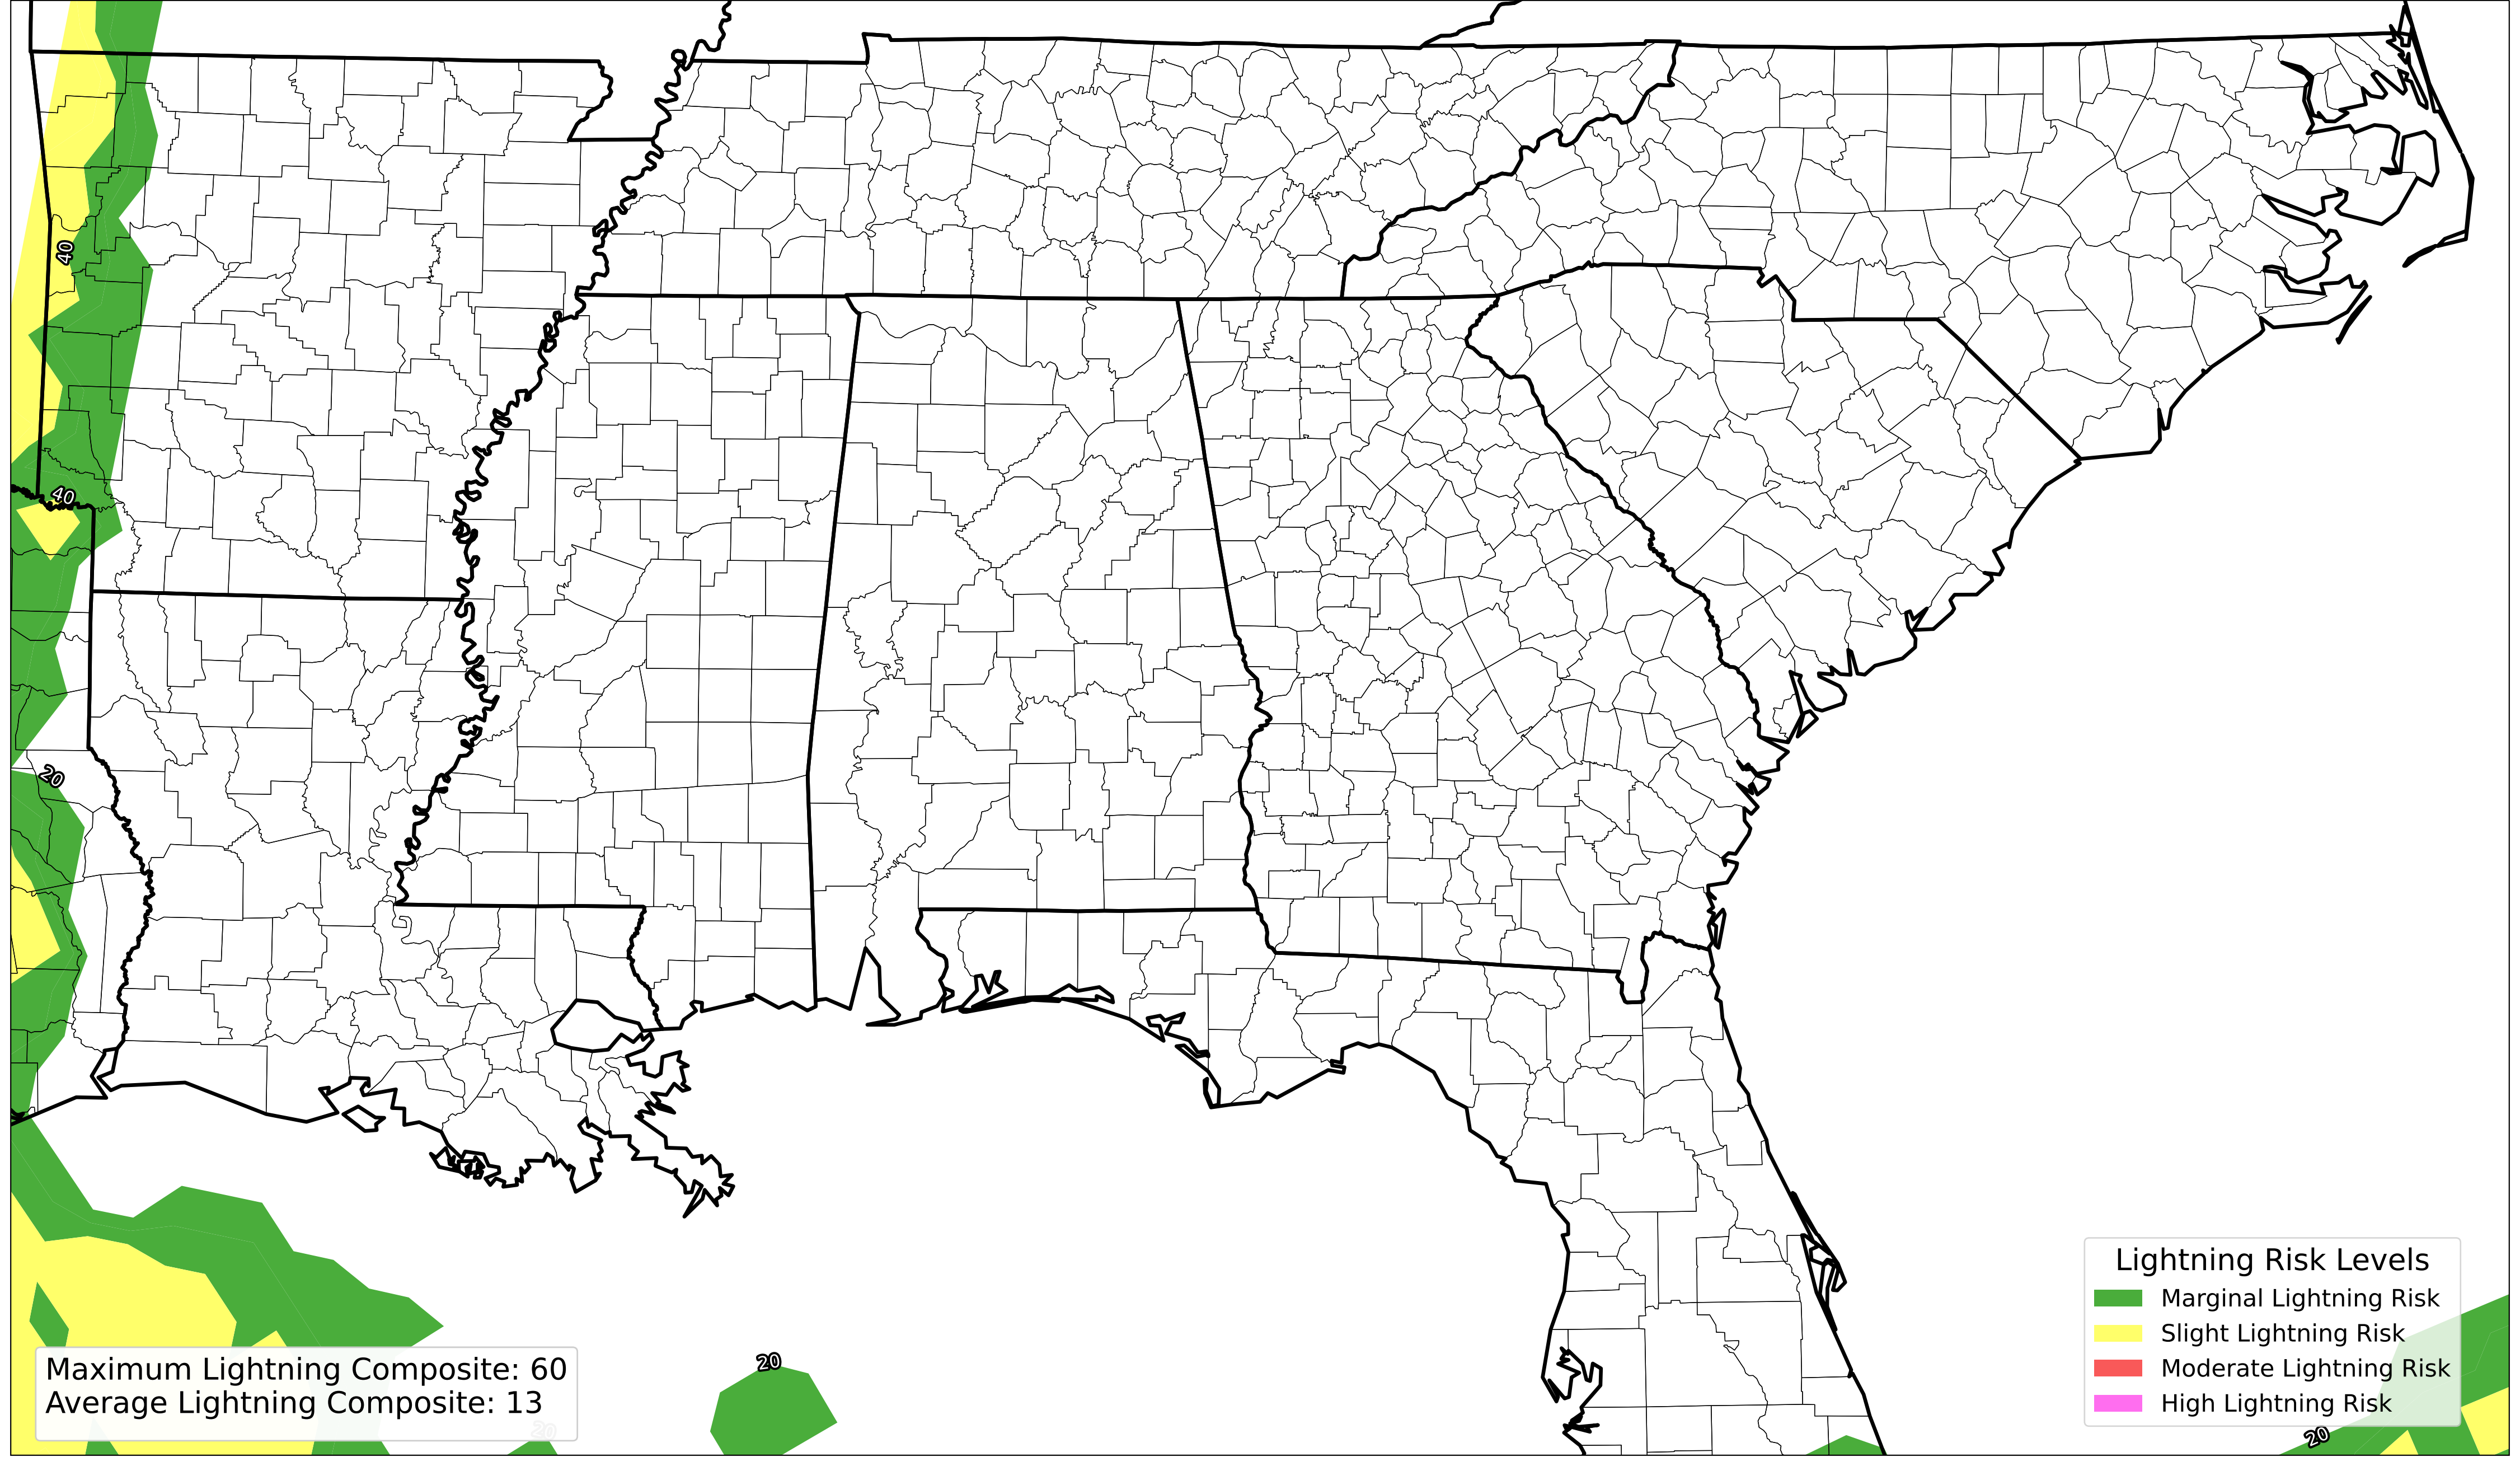 40
40
20
Lightning Risk Levels
Marginal Lightning Risk
Slight Lightning Risk
Moderate Lightning Risk
High Lightning Risk
Maximum Lightning Composite: 60
Average Lightning Composite: 13
20
20
20